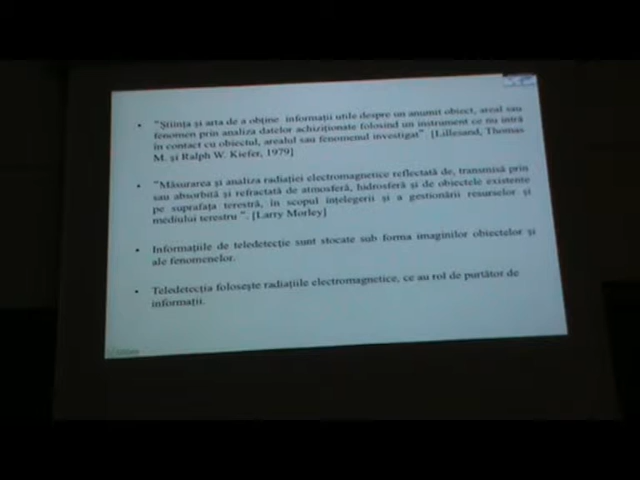 • "Știința și arta de a obține informații utile despre un anumit obiect, areal sau
fenomen prin analiza datelor achiziționate folosind un instrument ce nu intră
în contact cu obiectul, arealul sau fenomenul investigat". [Lillesand, Thomas
M. și Ralph W. Kiefer, 1979]
• "Măsurarea și analiza radiației electromagnetice reflectată de, transmisă prin
sau absorbită și refractată de atmosferă, hidrosferă și de obiectele existente
pe suprafața terestră, în scopul înțelegerii și a gestionării resurselor și
mediului terestru ". [Larry Morley]
• Informațiile de teledetecție sunt stocate sub forma imaginilor obiectelor și
ale fenomenelor.
• Teledetecția folosește radiațiile electromagnetice, ce au rol de purtător de
informații.